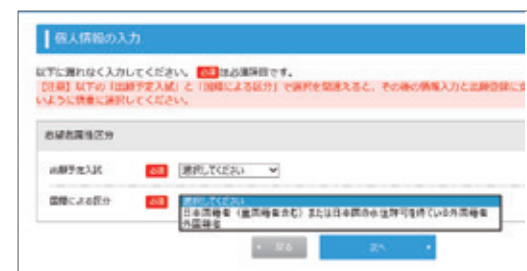 個人情報の入力
以下に漏れなく入力してください。 必須 は必須項目です。
【注意】以下の「出願予定入試」と「国籍による区分」で選択を間違えると、その後の情報入力と出願登録に
いように慎重に選択してください。
志望者属性区分
出願予定入試 必須 選択してください
国籍による区分 必須 選択してください
日本国籍者（重国籍者含む）または日本国の永住許可を得ている外国籍者
外国籍者
戻る 次へ